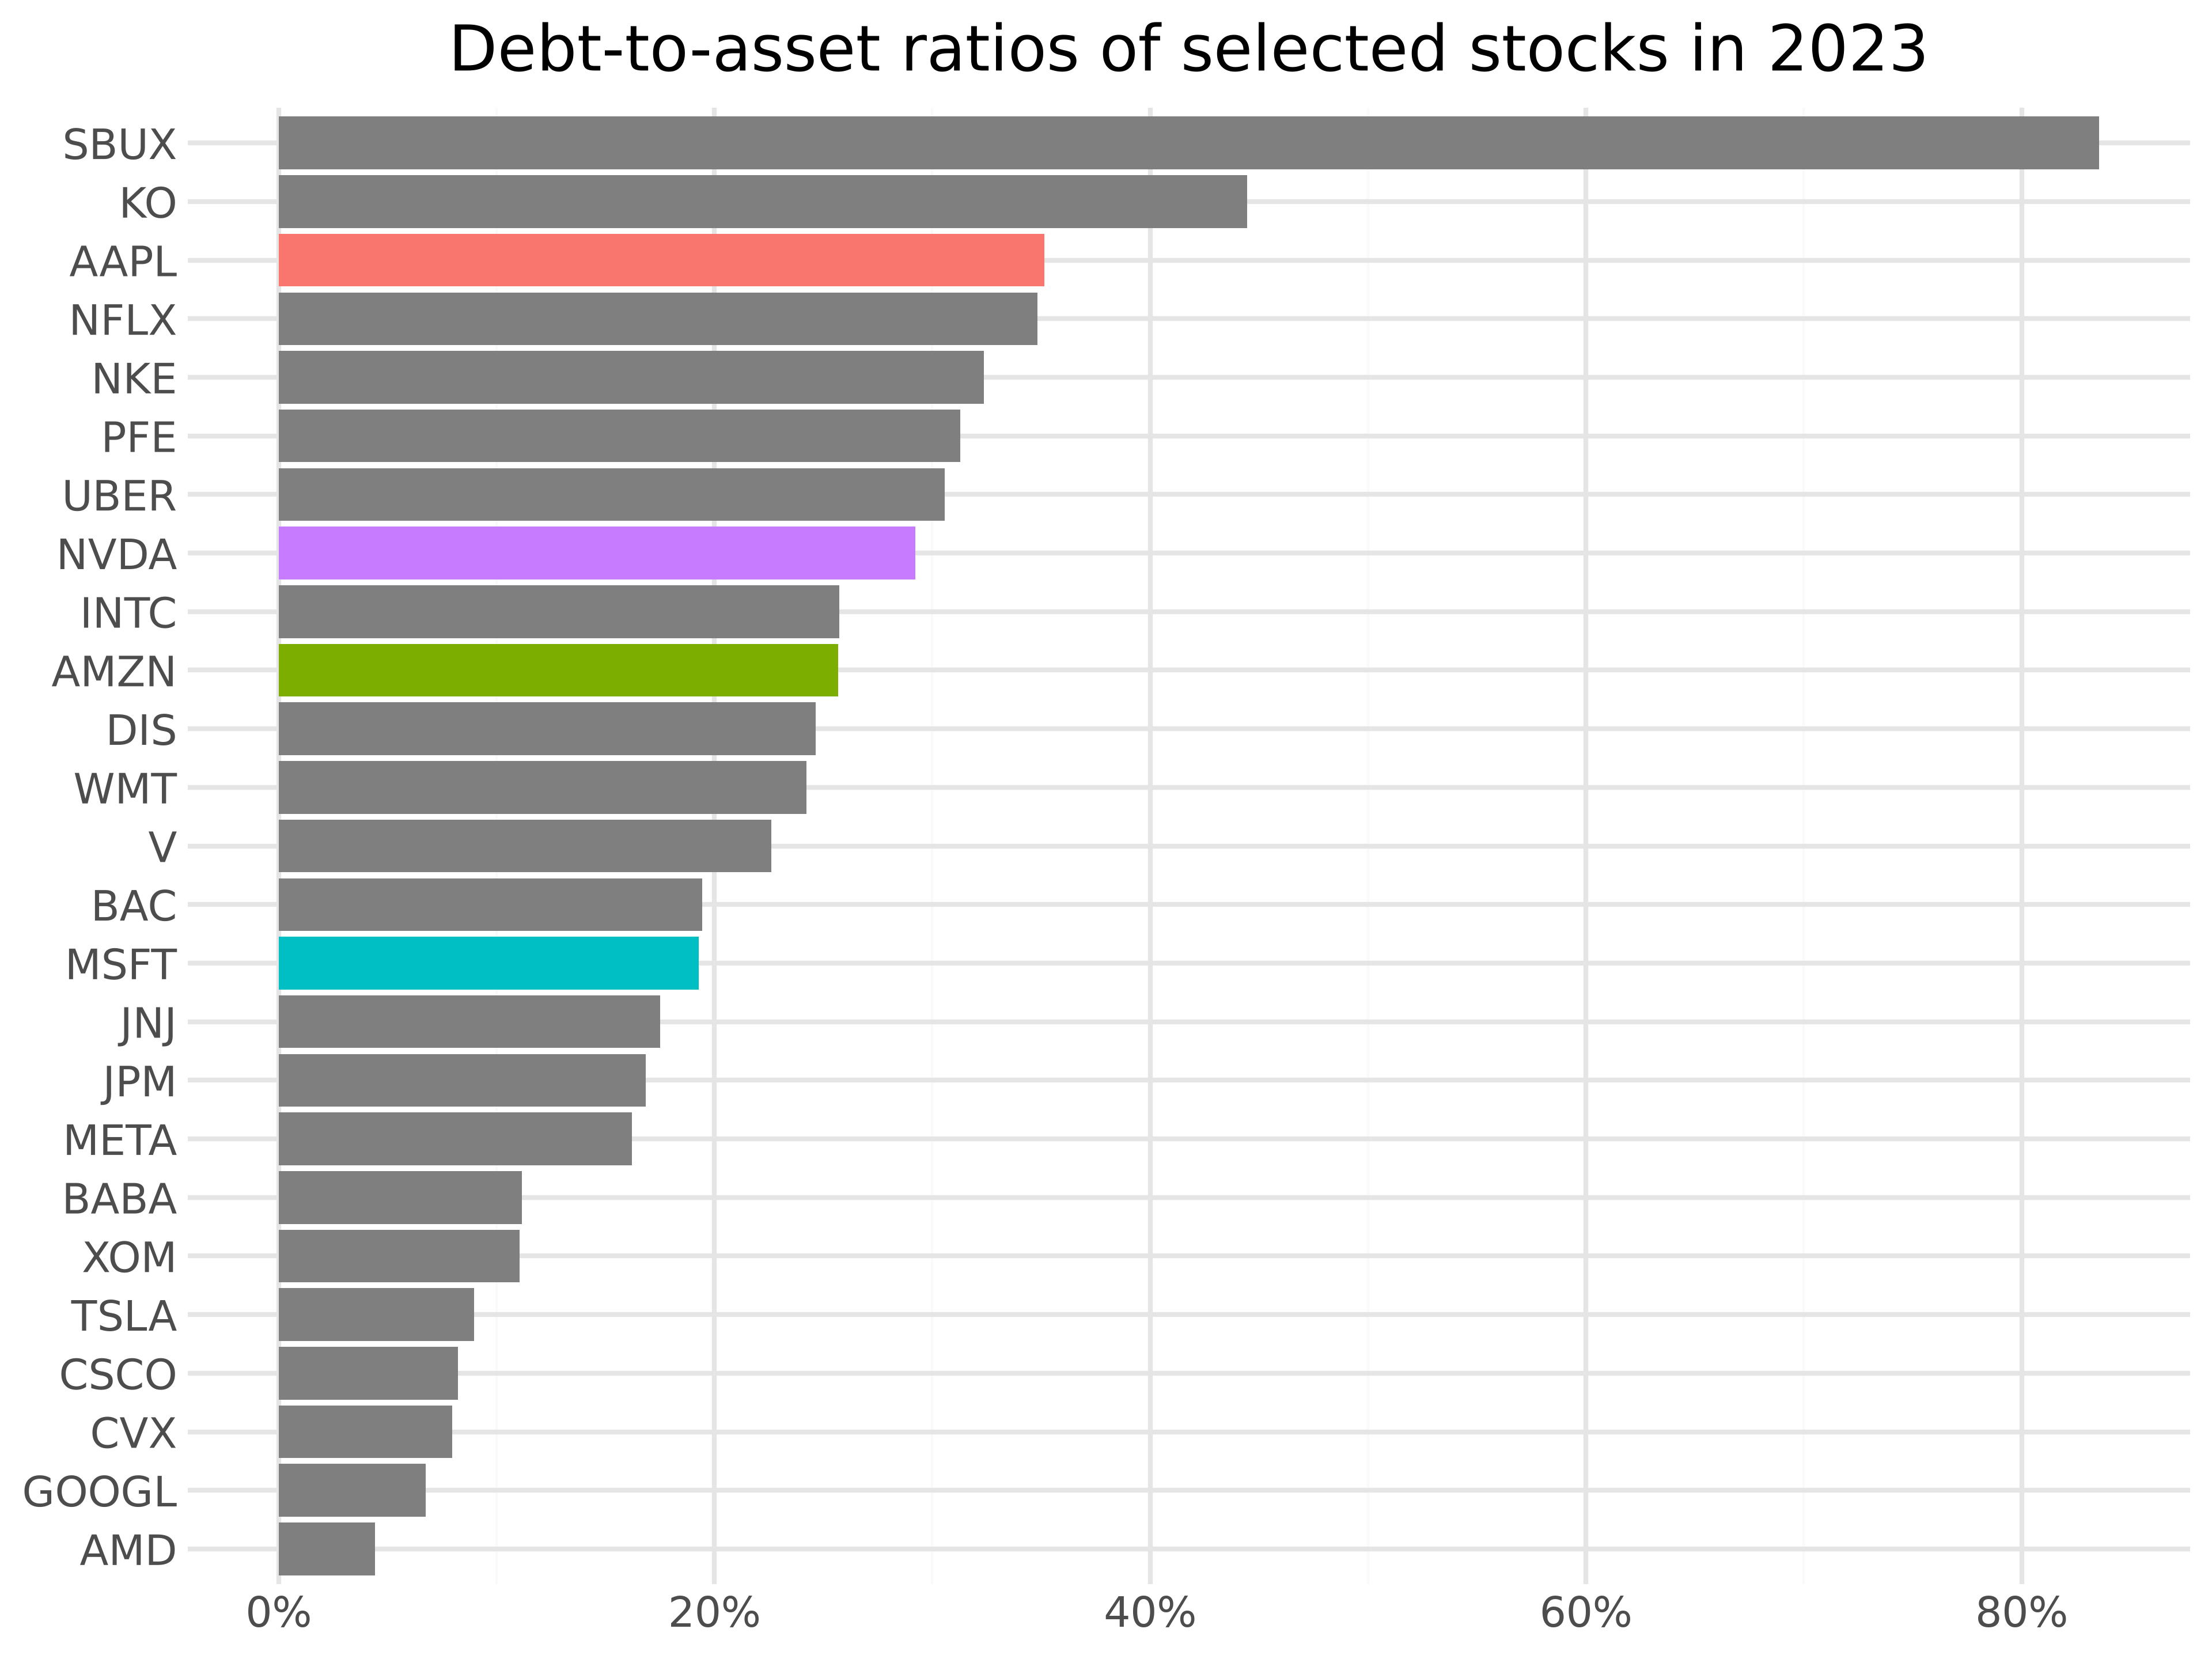 Debt-to-asset ratios of selected stocks in 2023
SBUX
KO
AAPL
NFLX
NKE
PFE
UBER
NVDA
INTC
AMZN
DIS
WMT
V
BAC
MSFT
JNJ
JPM
META
BABA
XOM
TSLA
CSCO
CVX
GOOGL
AMD
0% 20% 40% 60% 80%